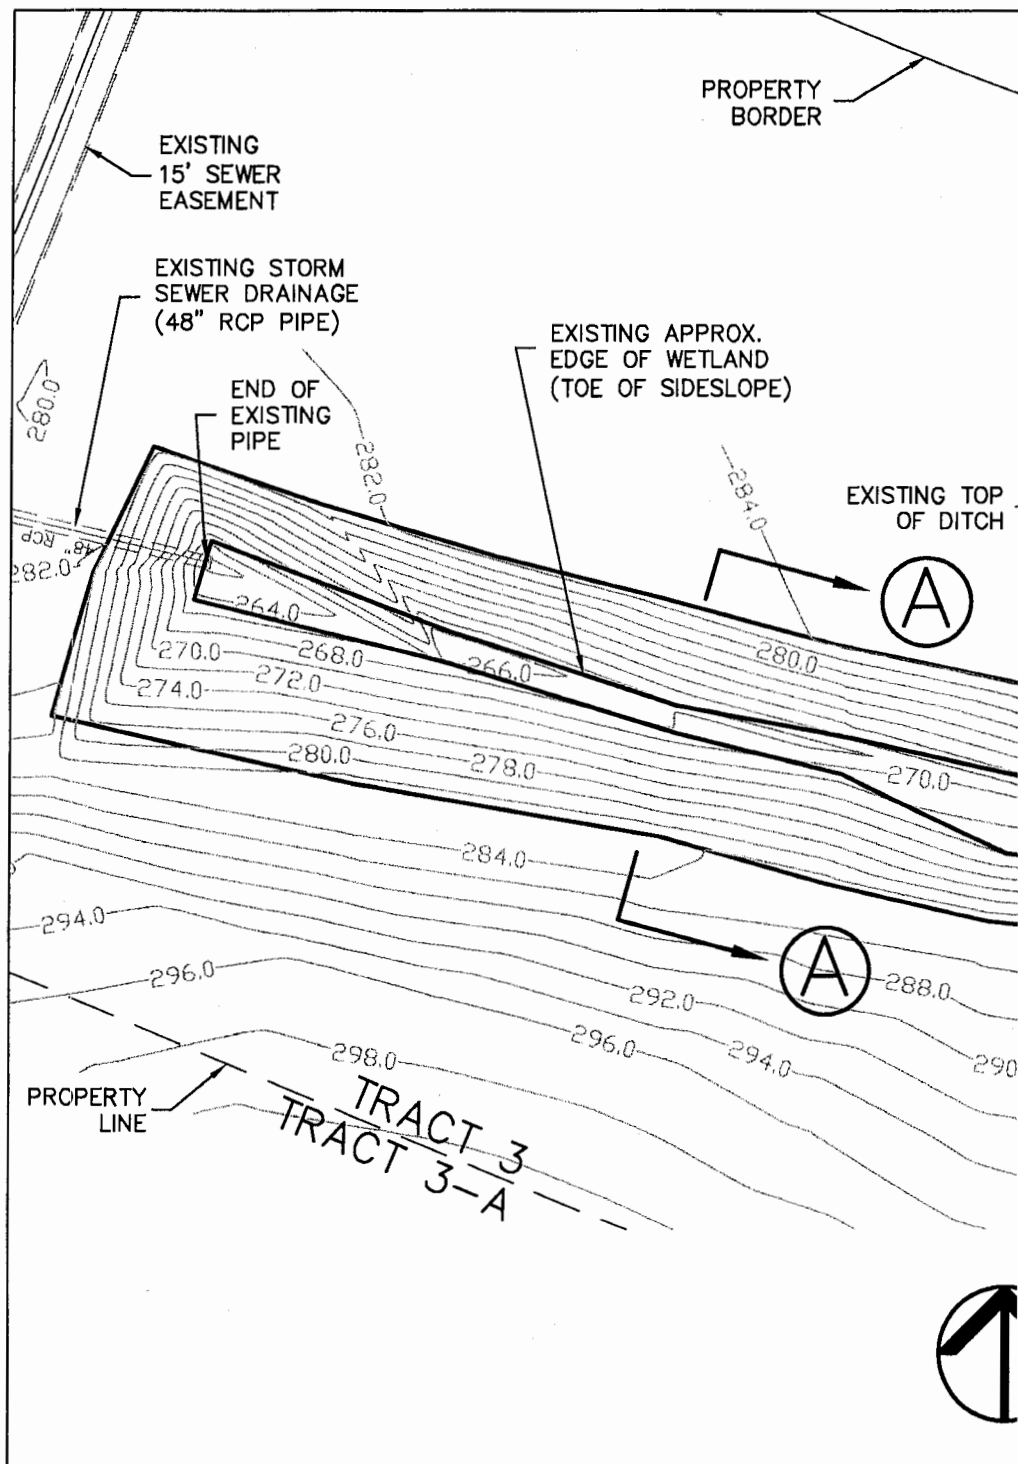 PROPERTY
BORDER
EXISTING
15' SEWER
EASEMENT
EXISTING STORM
SEWER DRAINAGE
(48" RCP PIPE)
EXISTING APPROX.
EDGE OF WETLAND
(TOE OF SIDESLOPE)
END OF
EXISTING
PIPE
280.0
282.0
284.0
EXISTING TOP
OF DITCH
48" RCP
282.0
A
264.0
270.0
268.0
266.0
280.0
274.0
272.0
276.0
280.0
278.0
270.0
284.0
294.0
A
296.0
292.0
288.0
298.0
296.0
294.0
290
PROPERTY
LINE
TRACT 3
TRACT 3-A